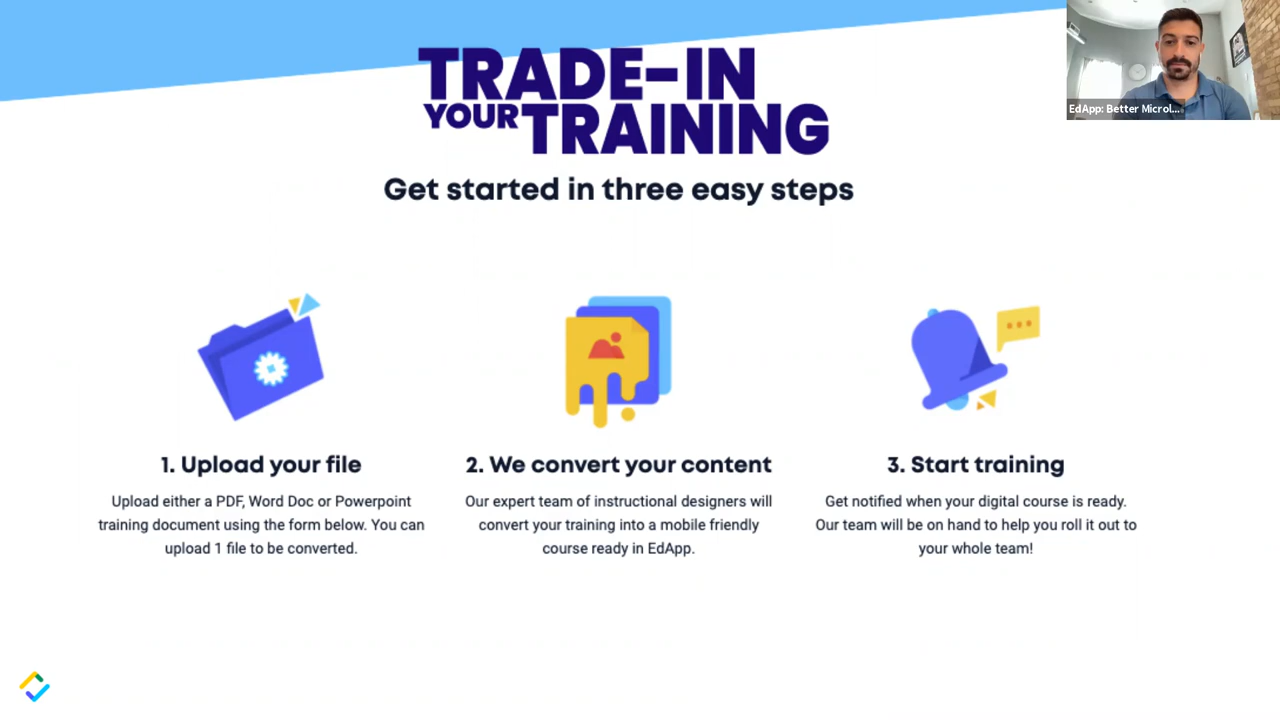 TRADE-IN
YOUR TRAINING
Get started in three easy steps
EdApp: Better Microl...
1. Upload your file
Upload either a PDF, Word Doc or Powerpoint
training document using the form below. You can
upload 1 file to be converted.
2. We convert your content
Our expert team of instructional designers will
convert your training into a mobile friendly
course ready in EdApp.
3. Start training
Get notified when your digital course is ready.
Our team will be on hand to help you roll it out to
your whole team!